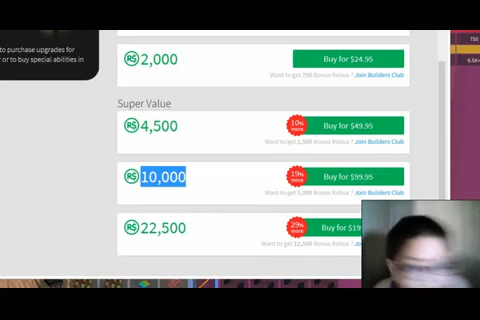 to purchase upgrades for
or to buy special abilities in
R$ 2,000
Buy for $24.95
Want to get 750 Bonus Robux? Join Builders Club
Super Value
R$ 4,500
10% more
Buy for $49.95
Want to get 1,500 Bonus Robux? Join Builders Club
R$ 10,000
19% more
Buy for $99.95
Want to get 5,000 Bonus Robux? Join Builders Club
R$ 22,500
29% more
Buy for $19
Want to get 12,500 Bonus Robux? Join
750